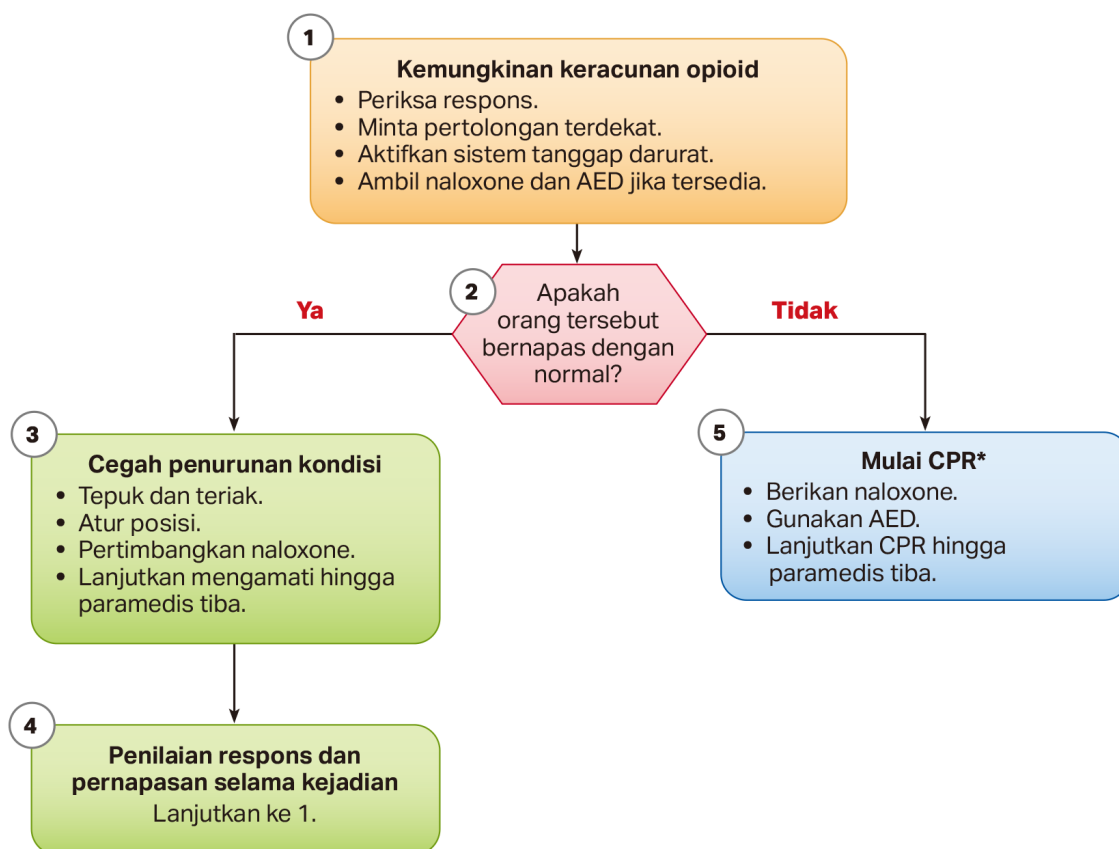 1
Kemungkinan keracunan opioid
• Periksa respons.
• Minta pertolongan terdekat.
• Aktifkan sistem tanggap darurat.
• Ambil naloxone dan AED jika tersedia.
2
Apakah
orang tersebut
bernapas dengan
normal?
Ya
Tidak
3
Cegah penurunan kondisi
• Tepuk dan teriak.
• Atur posisi.
• Pertimbangkan naloxone.
• Lanjutkan mengamati hingga
paramedis tiba.
4
Penilaian respons dan
pernapasan selama kejadian
Lanjutkan ke 1.
5
Mulai CPR*
• Berikan naloxone.
• Gunakan AED.
• Lanjutkan CPR hingga
paramedis tiba.